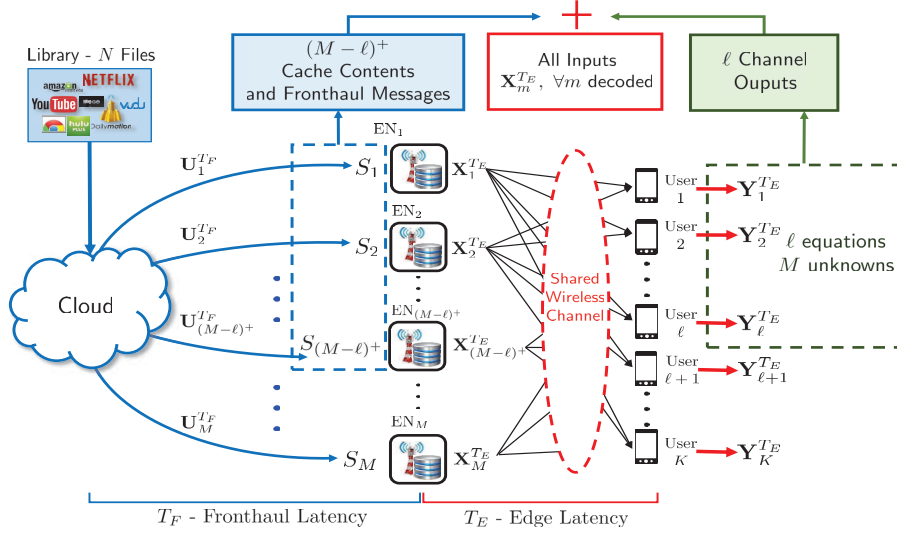 Library - N Files
amazon
NETFLIX
YouTube
vudu
hulu
PLUS
Dailymotion
(M − ℓ)⁺
Cache Contents
and Fronthaul Messages
+
All Inputs
X_m^{T_E}, ∀m decoded
ℓ Channel
Ouputs
Cloud
U_1^{T_F}
U_2^{T_F}
U_{(M−ℓ)⁺}^{T_F}
U_M^{T_F}
S_1
S_2
S_{(M−ℓ)⁺}
S_M
EN_1
EN_2
EN_{(M−ℓ)⁺}
EN_M
X_1^{T_E}
X_2^{T_E}
X_{(M−ℓ)⁺}^{T_E}
X_M^{T_E}
Shared
Wireless
Channel
User
1
Y_1^{T_E}
User
2
Y_2^{T_E}
User
ℓ
Y_ℓ^{T_E}
User
ℓ+1
Y_{ℓ+1}^{T_E}
User
K
Y_K^{T_E}
ℓ equations
M unknowns
T_F - Fronthaul Latency
T_E - Edge Latency